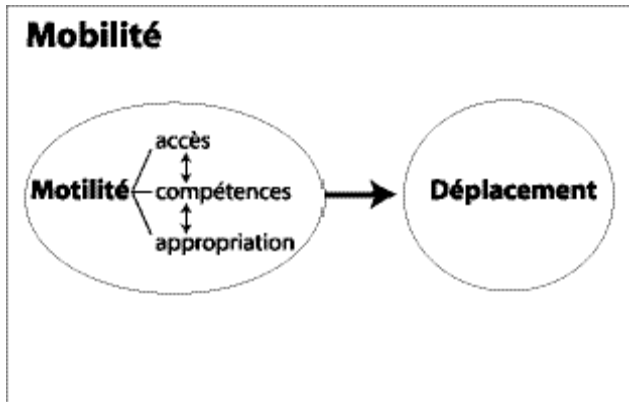 Mobilité
accès
Motilité compétences Déplacement
appropriation